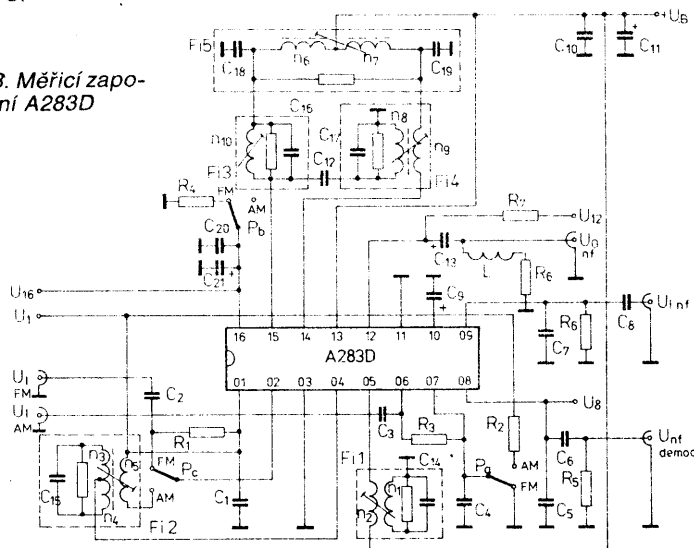 3. Měřicí zapo-
ní A283D
Fi5
C18
n6
n7
C19
C10
C11
+UB
n10
C16
Fi3
C17
C12
n8
n9
Fi4
R4
FM
AM
Pb
C20
C21
R7
U12
U0
nf
C13
L
R6
C9
U16
U1
16 15 14 13 12 11 10 09
A283D
01 02 03 04 05 06 07 08
C7
R6
C8
Ui nf
U8
UI
FM
UI
AM
C2
R1
C3
R3
R2
C6
Unf
demod
C15
n3
n4
n5
Fi2
FM
AM
Pc
C1
Fi1
n2
n1
C14
C4
Pa
AM
FM
C5
R5